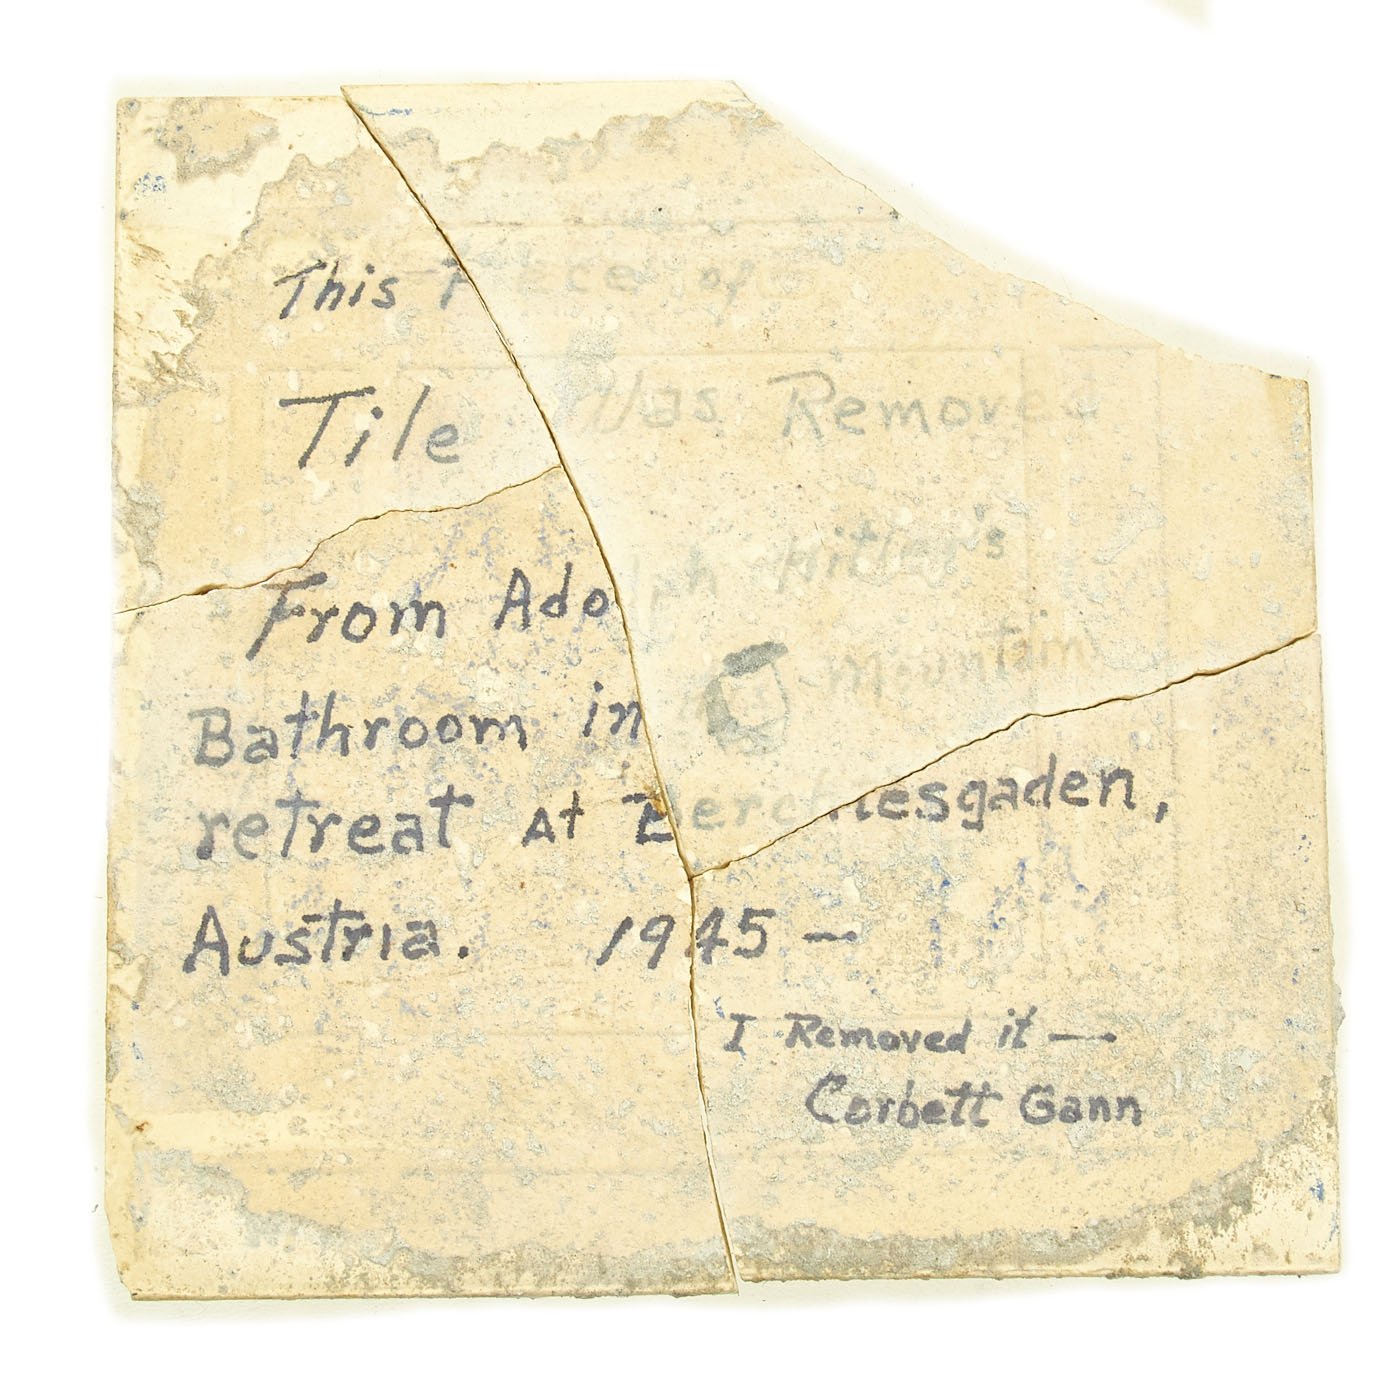 This Piece of
Tile Was Removed
From Adolph Hitler's
Bathroom in Mountain
retreat At Berchtesgaden,
Austria. 1945 —
I Removed it —
Corbett Gann